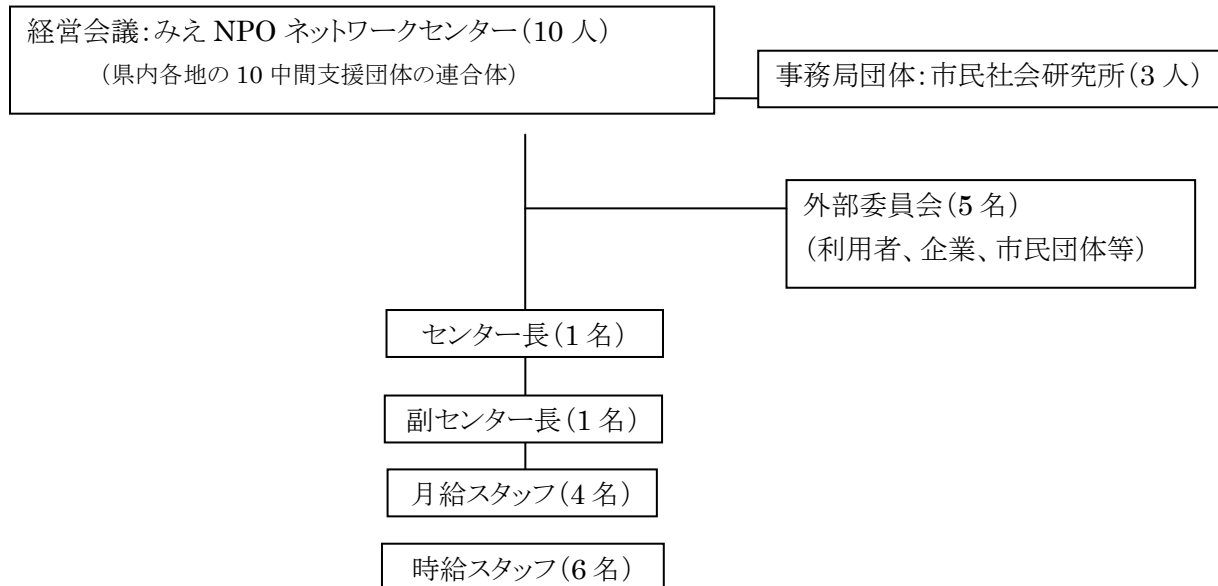 経営会議:みえ NPO ネットワークセンター(10 人)
(県内各地の 10 中間支援団体の連合体)
事務局団体:市民社会研究所(3 人)
外部委員会(5 名)
(利用者、企業、市民団体等)
センター長(1 名)
副センター長(1 名)
月給スタッフ(4 名)
時給スタッフ(6 名)